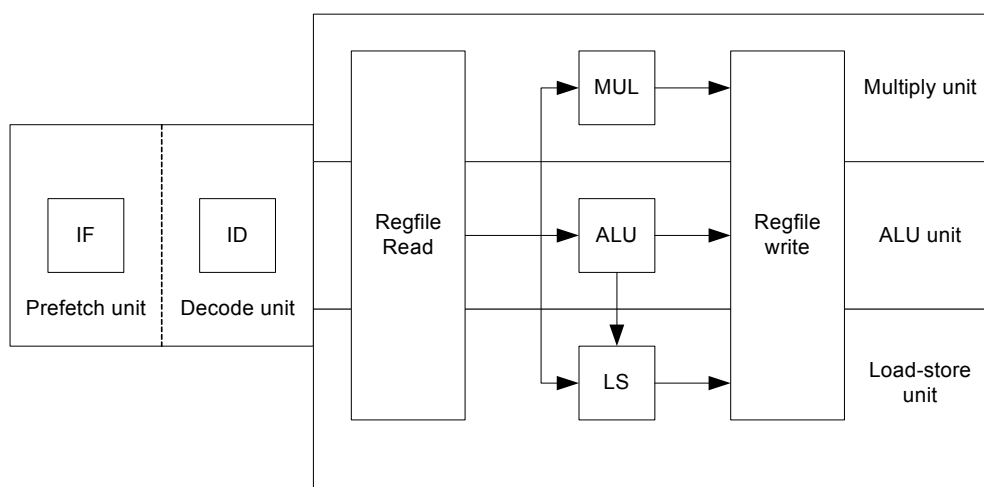 MUL
Multiply unit
IF
ID
Regfile
Read
ALU
Regfile
write
ALU unit
Prefetch unit
Decode unit
LS
Load-store
unit